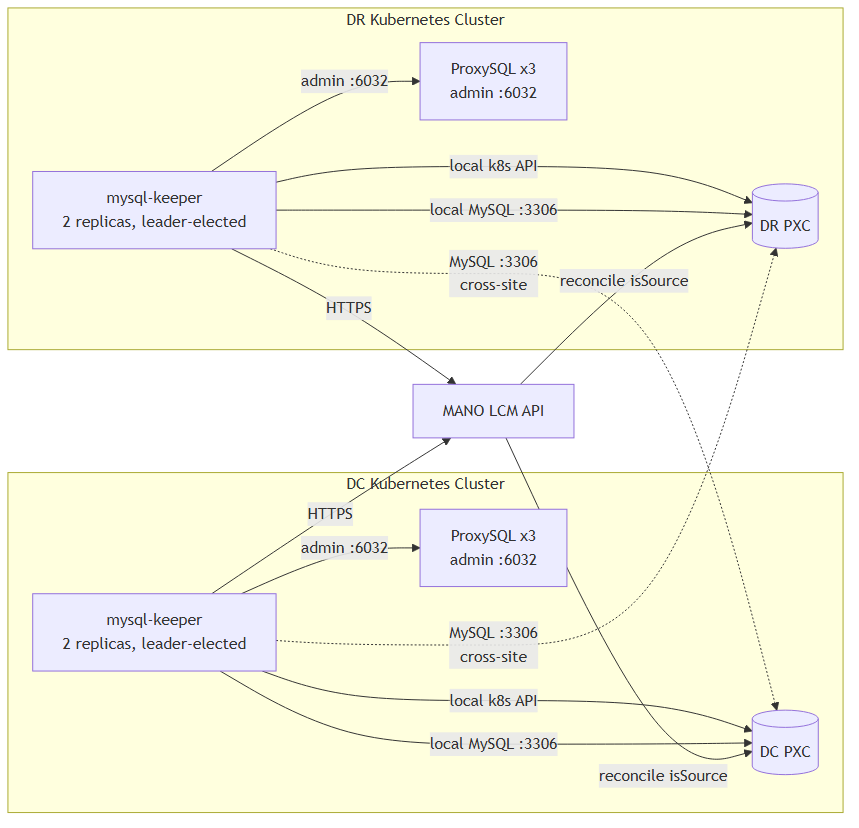 DR Kubernetes Cluster
ProxySQL x3
admin :6032
admin :6032
local k8s API
mysql-keeper
2 replicas, leader-elected
local MySQL :3306
DR PXC
MySQL :3306
cross-site
reconcile isSource
HTTPS
MANO LCM API
DC Kubernetes Cluster
HTTPS
ProxySQL x3
admin :6032
admin :6032
mysql-keeper
2 replicas, leader-elected
MySQL :3306
cross-site
local k8s API
local MySQL :3306
DC PXC
reconcile isSource